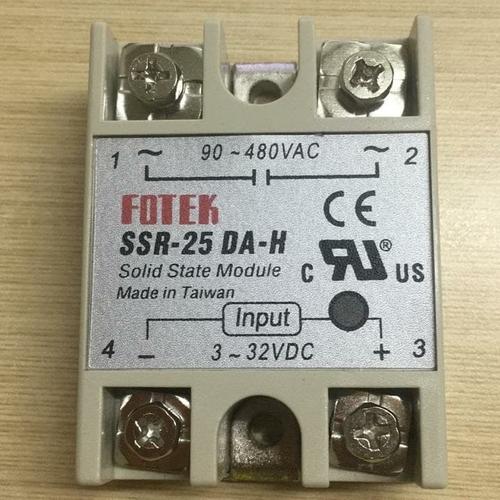 90~480VAC
1 ~ ~ 2
FOTEK
CE
SSR-25 DA-H
Solid State Module
C RU® US
Made in Taiwan
Input
4 − + 3
3~32VDC